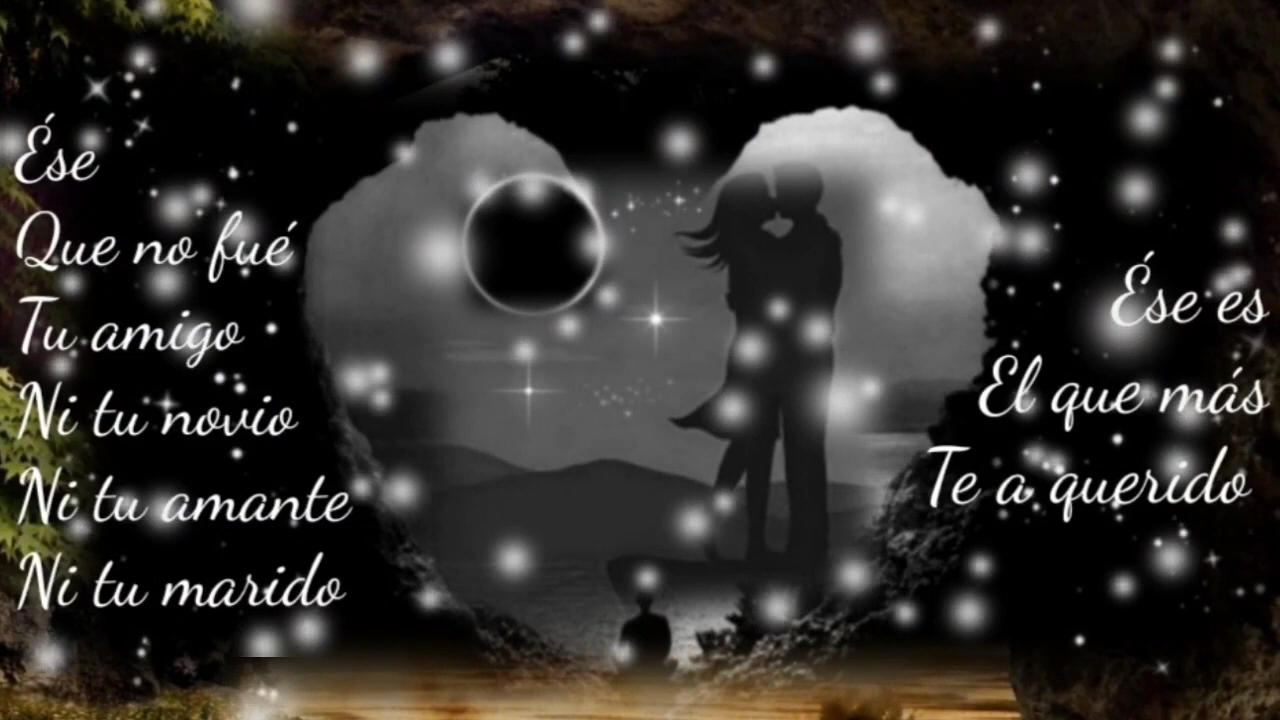 Ése
Que no fué
Tu amigo
Ni tu novio
Ni tu amante
Ni tu marido
Ése es
El que más
Te a querido